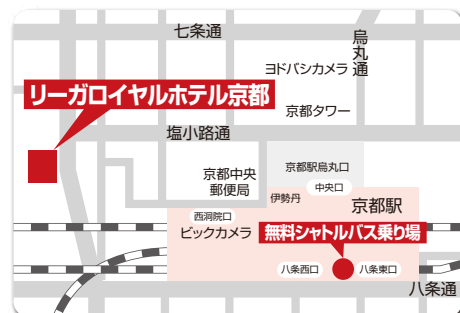 七条通
烏丸通
ヨドバシカメラ
リーガロイヤルホテル京都
京都タワー
塩小路通
京都中央
郵便局
京都駅烏丸口
中央口
伊勢丹
京都駅
西洞院口
ビックカメラ
無料シャトルバス乗り場
八条西口
八条東口
八条通